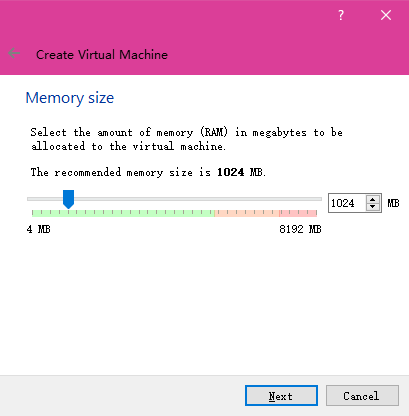 ?
Create Virtual Machine
Memory size
Select the amount of memory (RAM) in megabytes to be
allocated to the virtual machine.
The recommended memory size is 1024 MB.
1024 MB
4 MB 8192 MB
Next Cancel